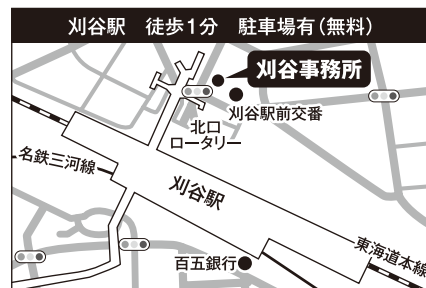 刈谷駅 徒歩1分 駐車場有(無料)
刈谷事務所
刈谷駅前交番
北口
ロータリー
名鉄三河線
刈谷駅
東海道本線
百五銀行